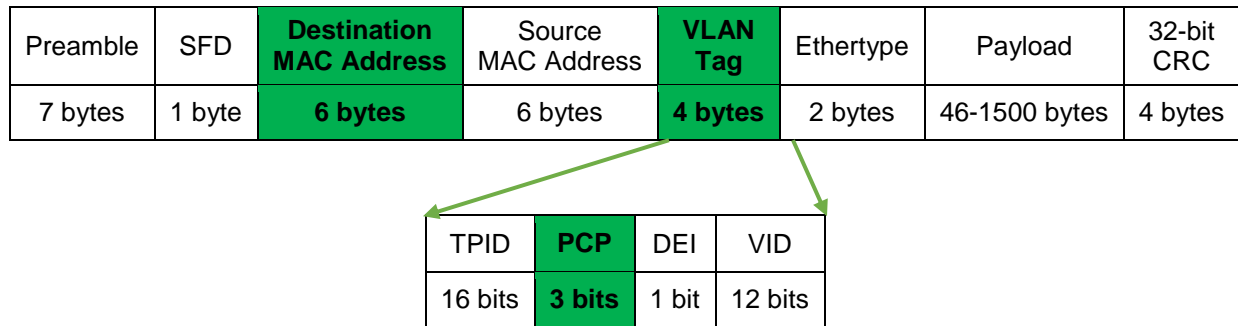 Preamble SFD Destination MAC Address Source MAC Address VLAN Tag Ethertype Payload 32-bit CRC
7 bytes 1 byte 6 bytes 6 bytes 4 bytes 2 bytes 46-1500 bytes 4 bytes
TPID PCP DEI VID
16 bits 3 bits 1 bit 12 bits